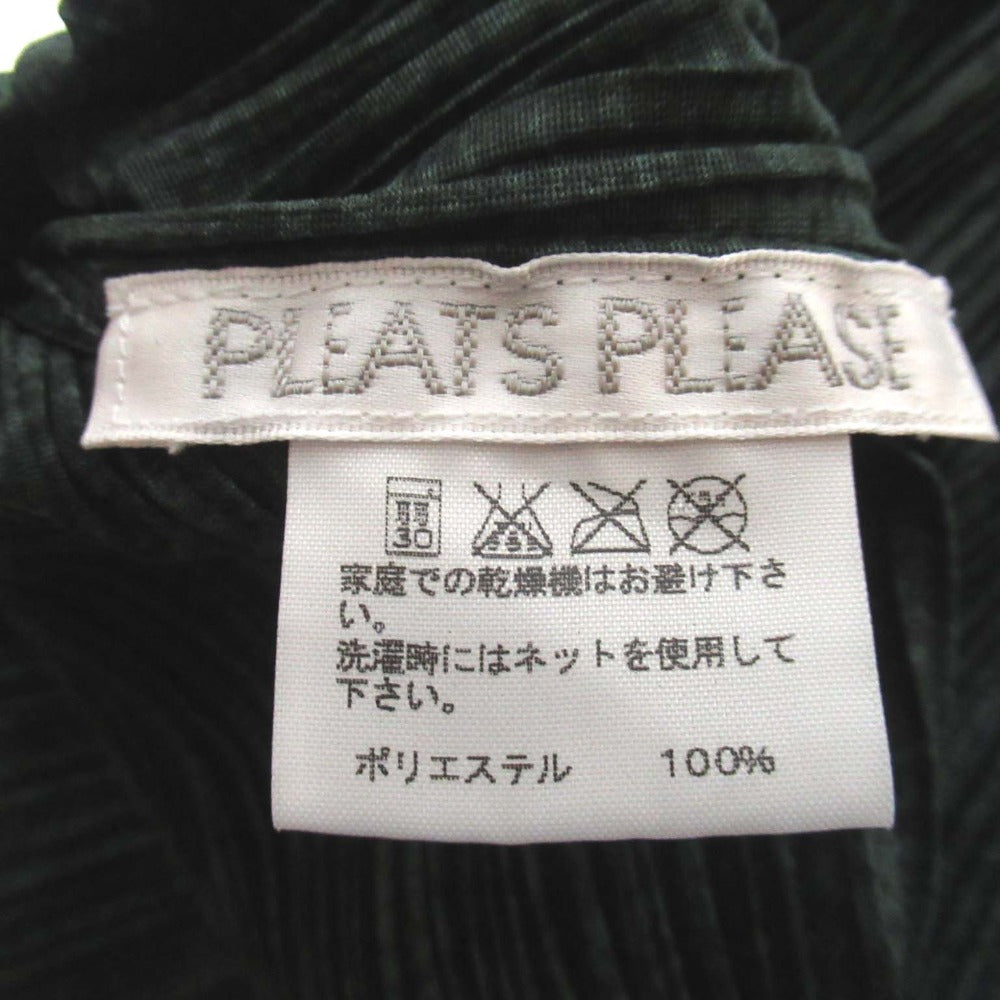 PLEATS PLEASE
30
家庭での乾燥機はお避け下さ
い。
洗濯時にはネットを使用して
下さい。
ポリエステル 100%